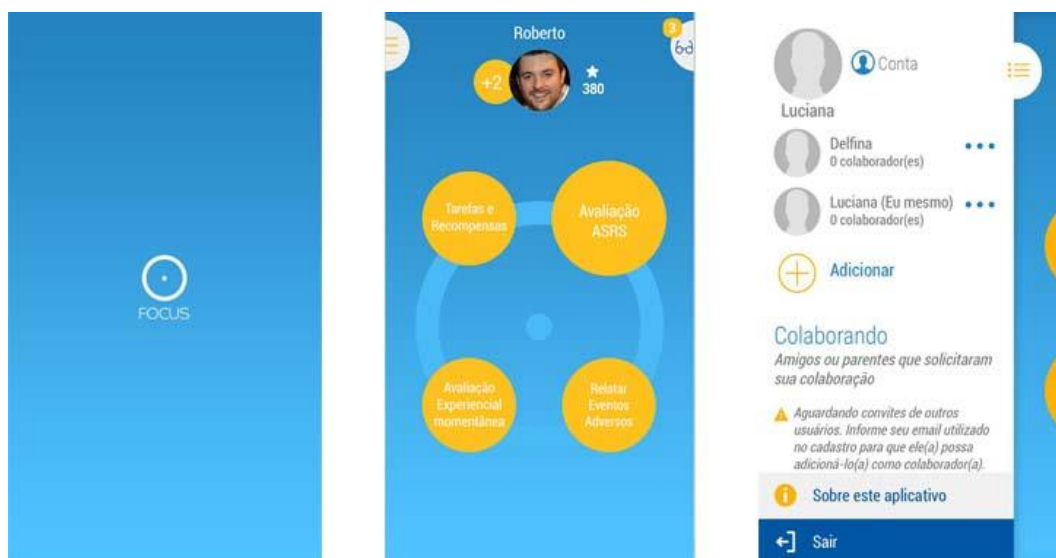 FOCUS
Roberto
3
+2
380
Tarefas e
Recompensas
Avaliação
ASRS
Avaliação
Experiencial
momentânea
Relatar
Eventos
Adversos
Conta
Luciana
Delfina
0 colaborador(es)
Luciana (Eu mesmo)
0 colaborador(es)
Adicionar
Colaborando
Amigos ou parentes que solicitaram
sua colaboração
Aguardando convites de outros
usuários. Informe seu email utilizado
no cadastro para que ele(a) possa
adicioná-lo(a) como colaborador(a).
Sobre este aplicativo
Sair